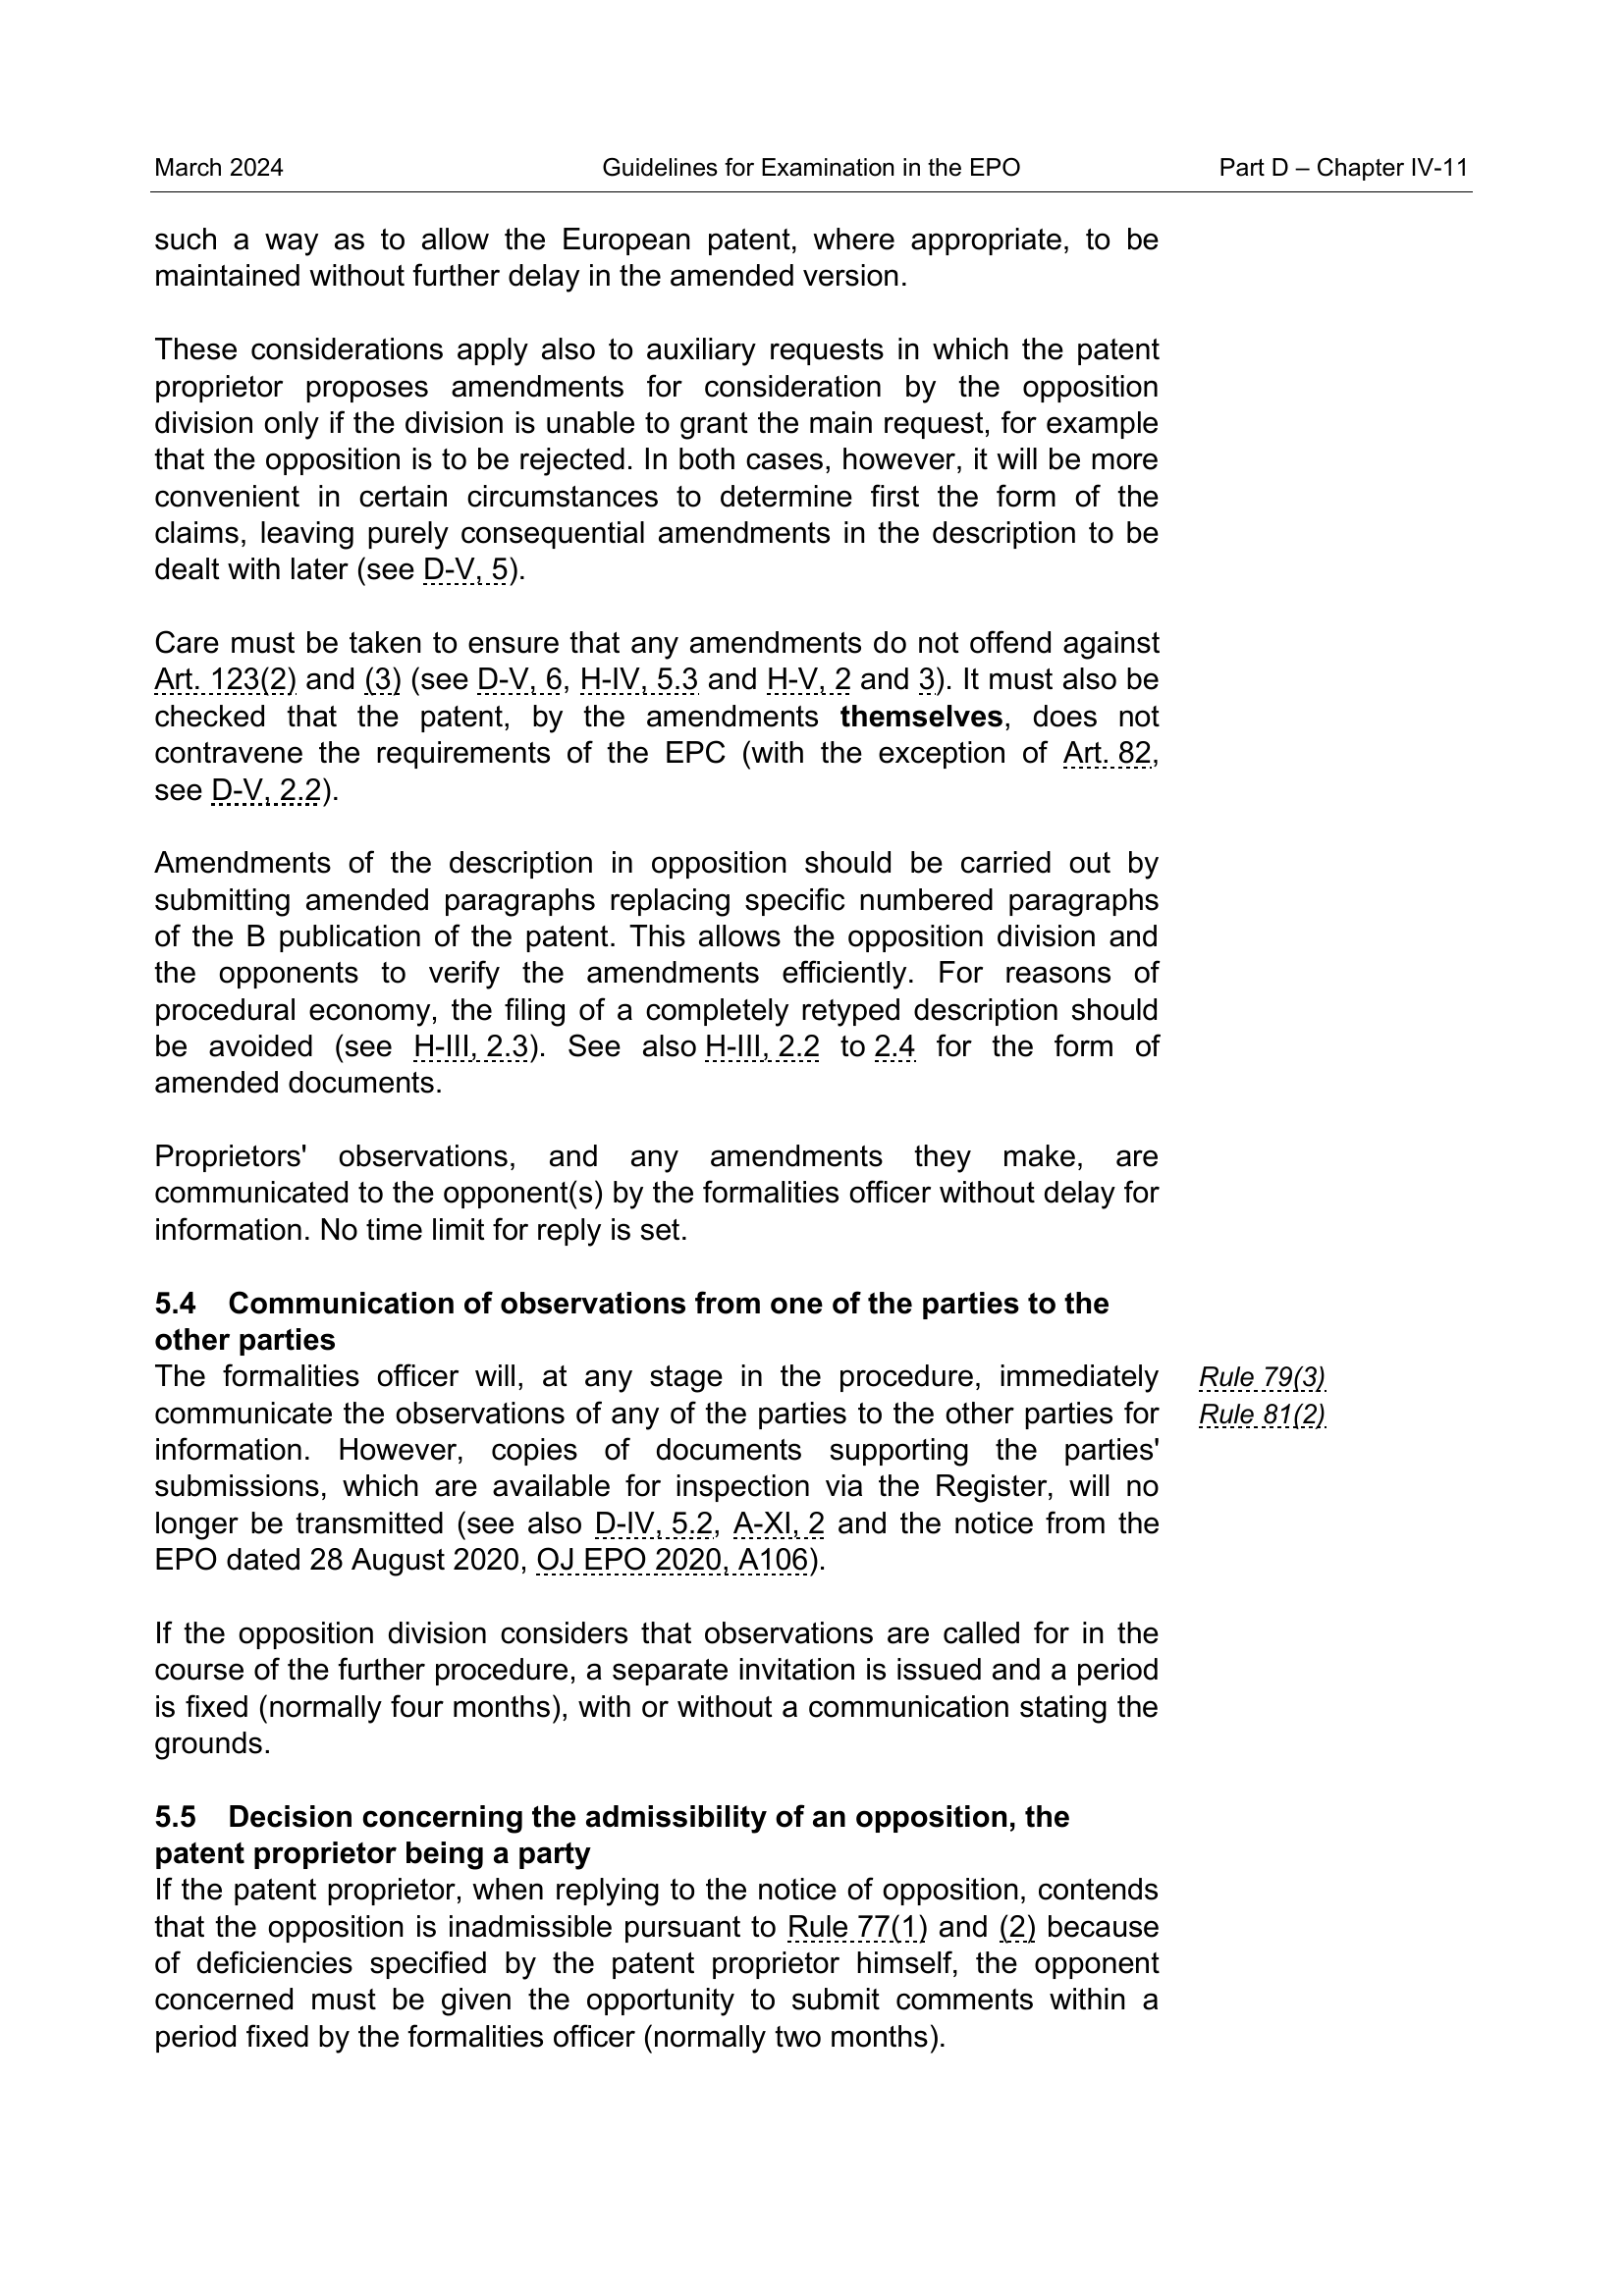 March 2024 Guidelines for Examination in the EPO Part D – Chapter IV-11
such a way as to allow the European patent, where appropriate, to be
maintained without further delay in the amended version.
These considerations apply also to auxiliary requests in which the patent
proprietor proposes amendments for consideration by the opposition
division only if the division is unable to grant the main request, for example
that the opposition is to be rejected. In both cases, however, it will be more
convenient in certain circumstances to determine first the form of the
claims, leaving purely consequential amendments in the description to be
dealt with later (see D-V, 5).
Care must be taken to ensure that any amendments do not offend against
Art. 123(2) and (3) (see D-V, 6, H-IV, 5.3 and H-V, 2 and 3). It must also be
checked that the patent, by the amendments themselves, does not
contravene the requirements of the EPC (with the exception of Art. 82,
see D-V, 2.2).
Amendments of the description in opposition should be carried out by
submitting amended paragraphs replacing specific numbered paragraphs
of the B publication of the patent. This allows the opposition division and
the opponents to verify the amendments efficiently. For reasons of
procedural economy, the filing of a completely retyped description should
be avoided (see H-III, 2.3). See also H-III, 2.2 to 2.4 for the form of
amended documents.
Proprietors' observations, and any amendments they make, are
communicated to the opponent(s) by the formalities officer without delay for
information. No time limit for reply is set.
5.4 Communication of observations from one of the parties to the
other parties
The formalities officer will, at any stage in the procedure, immediately Rule 79(3)
communicate the observations of any of the parties to the other parties for Rule 81(2)
information. However, copies of documents supporting the parties'
submissions, which are available for inspection via the Register, will no
longer be transmitted (see also D-IV, 5.2, A-XI, 2 and the notice from the
EPO dated 28 August 2020, OJ EPO 2020, A106).
If the opposition division considers that observations are called for in the
course of the further procedure, a separate invitation is issued and a period
is fixed (normally four months), with or without a communication stating the
grounds.
5.5 Decision concerning the admissibility of an opposition, the
patent proprietor being a party
If the patent proprietor, when replying to the notice of opposition, contends
that the opposition is inadmissible pursuant to Rule 77(1) and (2) because
of deficiencies specified by the patent proprietor himself, the opponent
concerned must be given the opportunity to submit comments within a
period fixed by the formalities officer (normally two months).